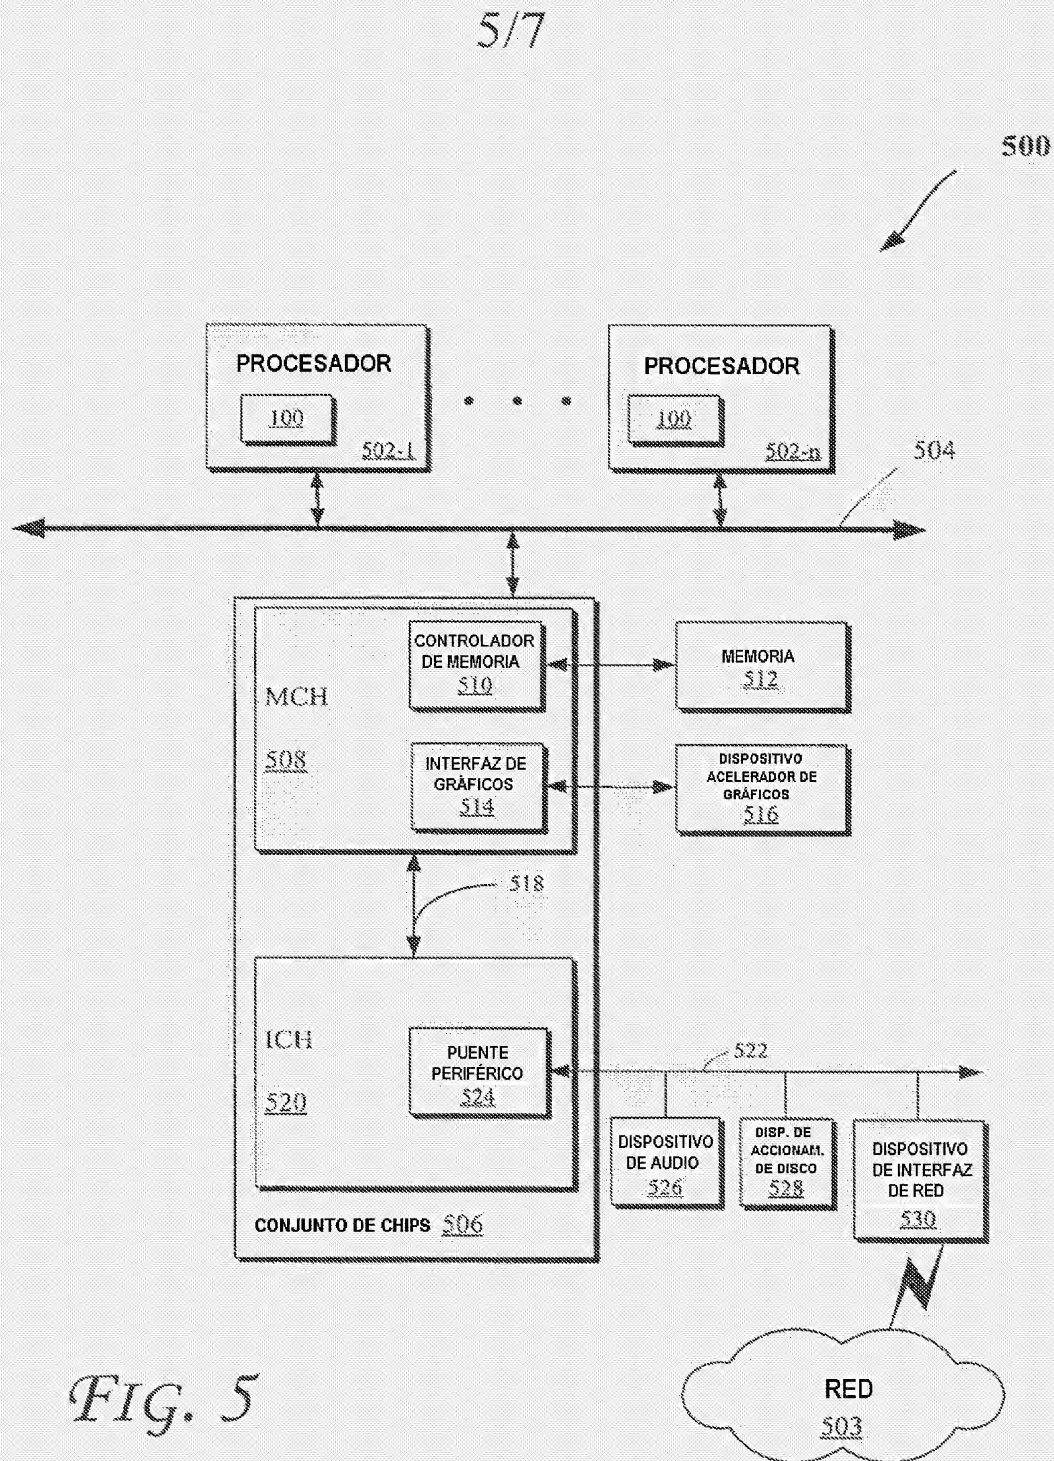 5/7
500
PROCESADOR
100
502-1
PROCESADOR
100
502-n
504
MCH
508
CONTROLADOR
DE MEMORIA
510
MEMORIA
512
INTERFAZ DE
GRÁFICOS
514
DISPOSITIVO
ACELERADOR DE
GRÁFICOS
516
518
ICH
520
PUENTE
PERIFÉRICO
524
522
DISPOSITIVO
DE AUDIO
526
DISP. DE
ACCIONAM.
DE DISCO
528
DISPOSITIVO
DE INTERFAZ
DE RED
530
CONJUNTO DE CHIPS 506
RED
503
FIG. 5